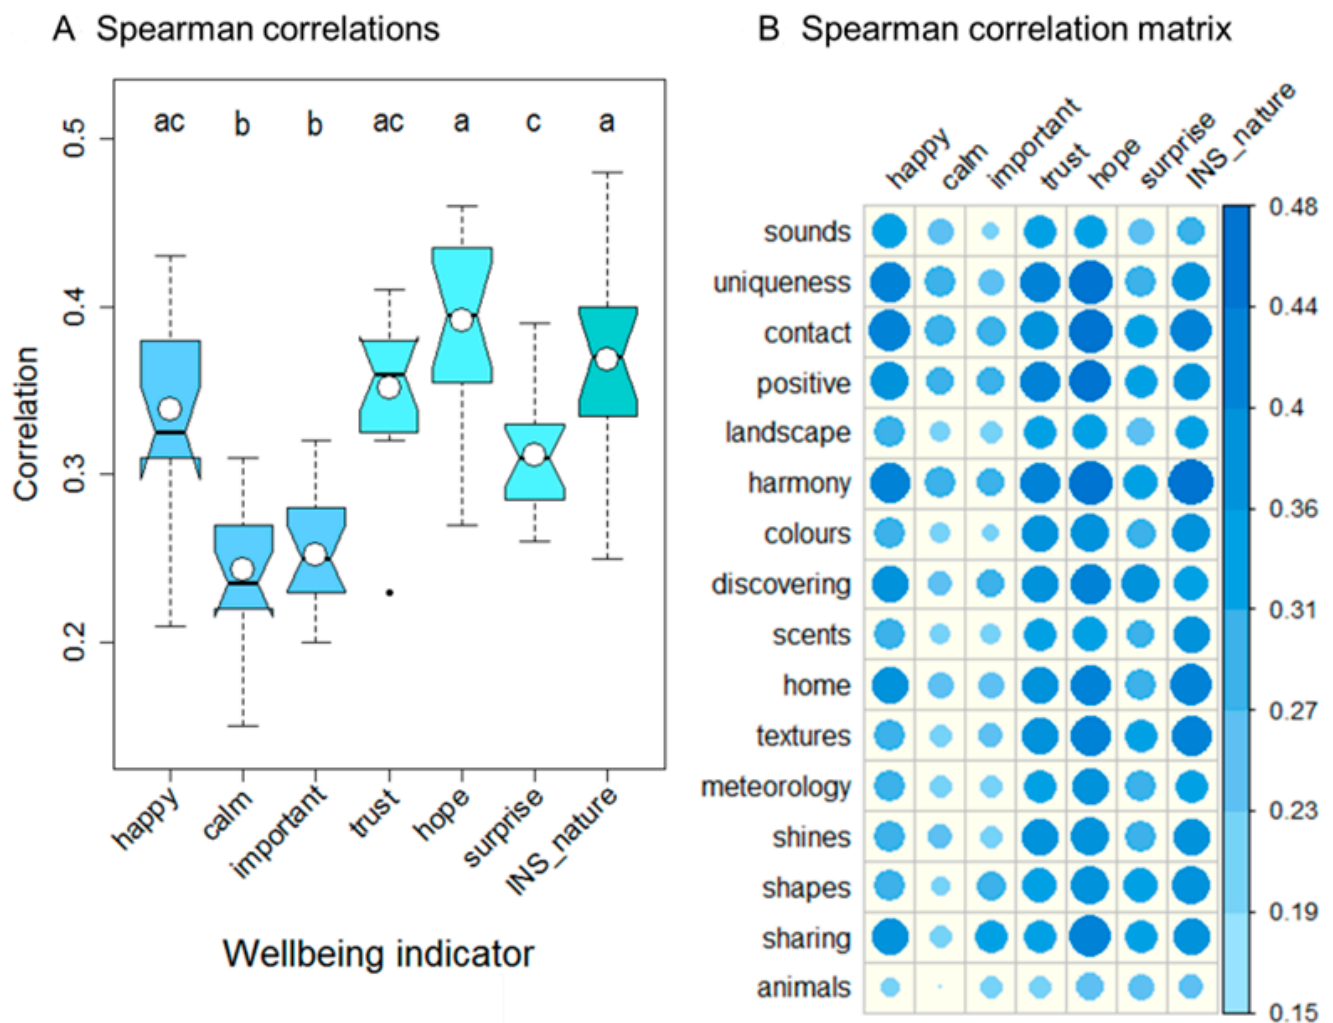 A Spearman correlations
Correlation
0.5
0.4
0.3
0.2
ac b b ac a c a
happy calm important trust hope surprise INS_nature
Wellbeing indicator
B Spearman correlation matrix
happy calm important trust hope surprise INS_nature
sounds
uniqueness
contact
positive
landscape
harmony
colours
discovering
scents
home
textures
meteorology
shines
shapes
sharing
animals
0.48
0.44
0.4
0.36
0.31
0.27
0.23
0.19
0.15